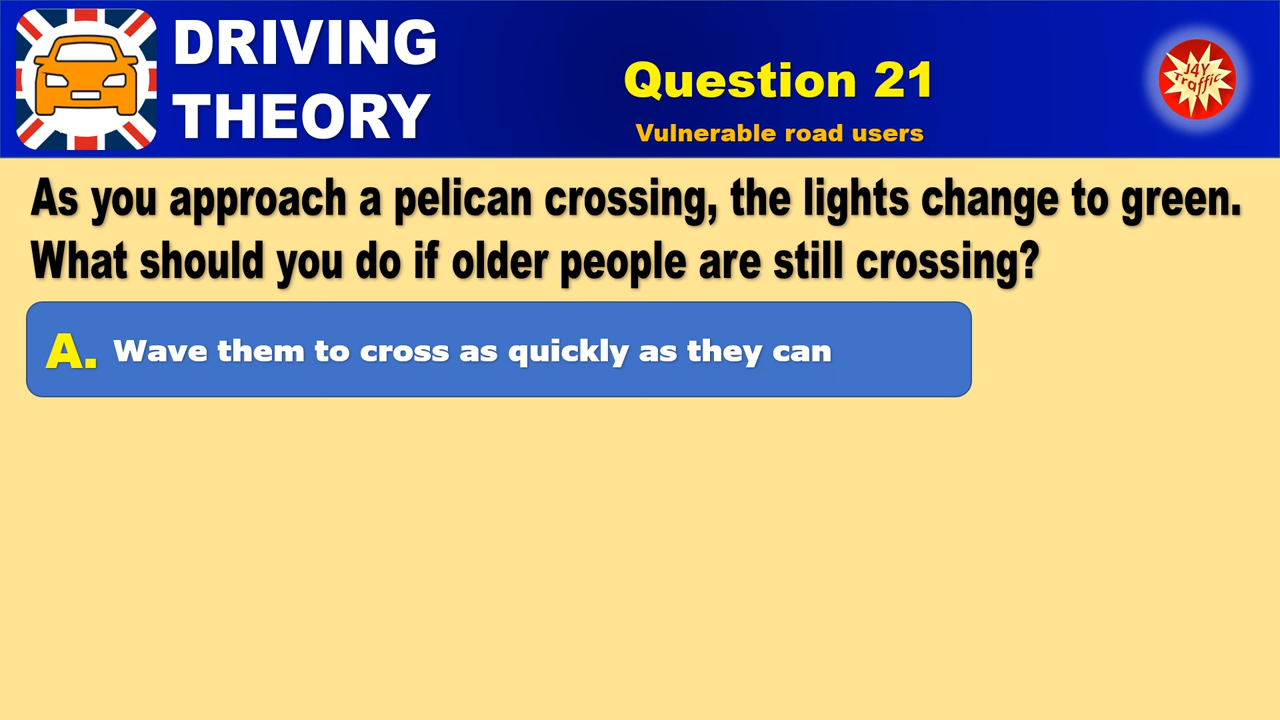 DRIVING
THEORY
Question 21
Vulnerable road users
J4Y
Traffic
As you approach a pelican crossing, the lights change to green.
What should you do if older people are still crossing?
A. Wave them to cross as quickly as they can